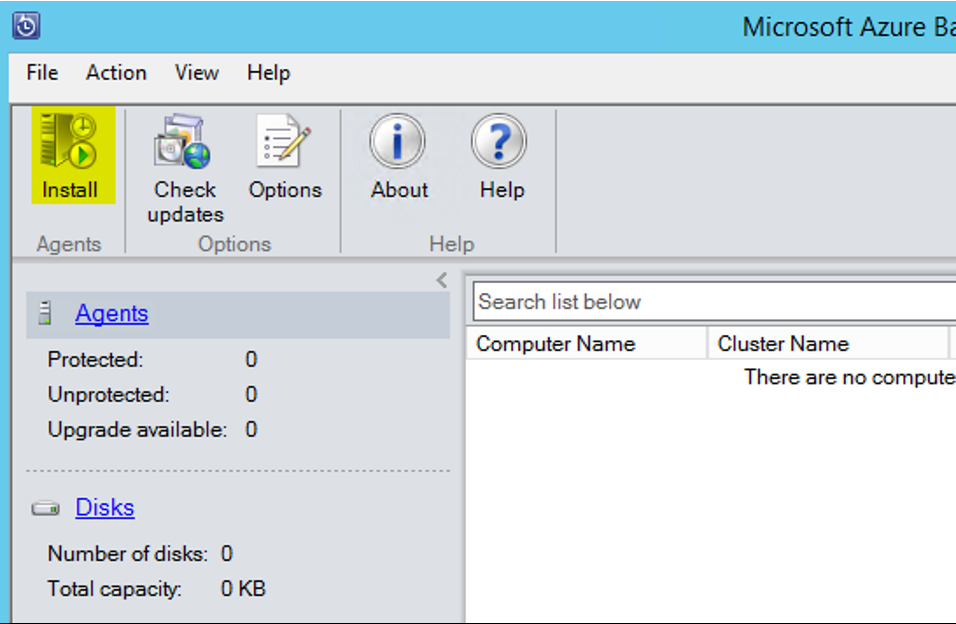 Microsoft Azure Ba
File Action View Help
Install
Check updates
Options
About
Help
Agents
Options
Help
Agents
Protected: 0
Unprotected: 0
Upgrade available: 0
Disks
Number of disks: 0
Total capacity: 0 KB
Search list below
Computer Name Cluster Name
There are no compute